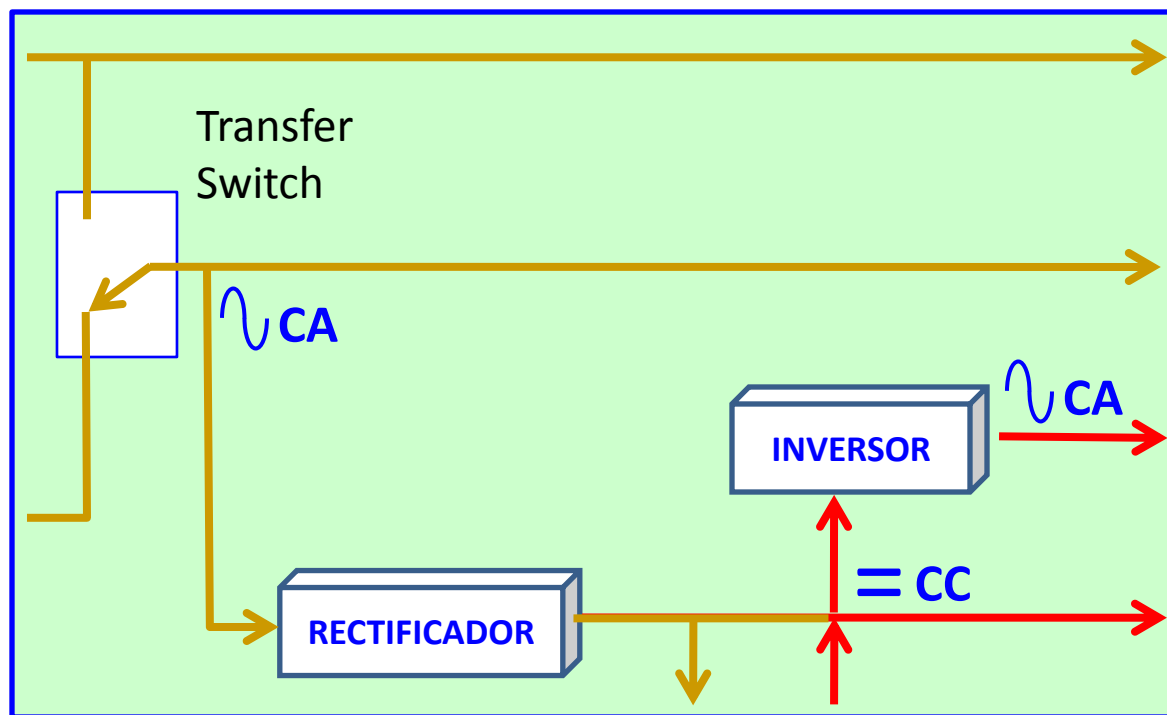 Transfer
Switch
CA
CA
INVERSOR
= CC
RECTIFICADOR